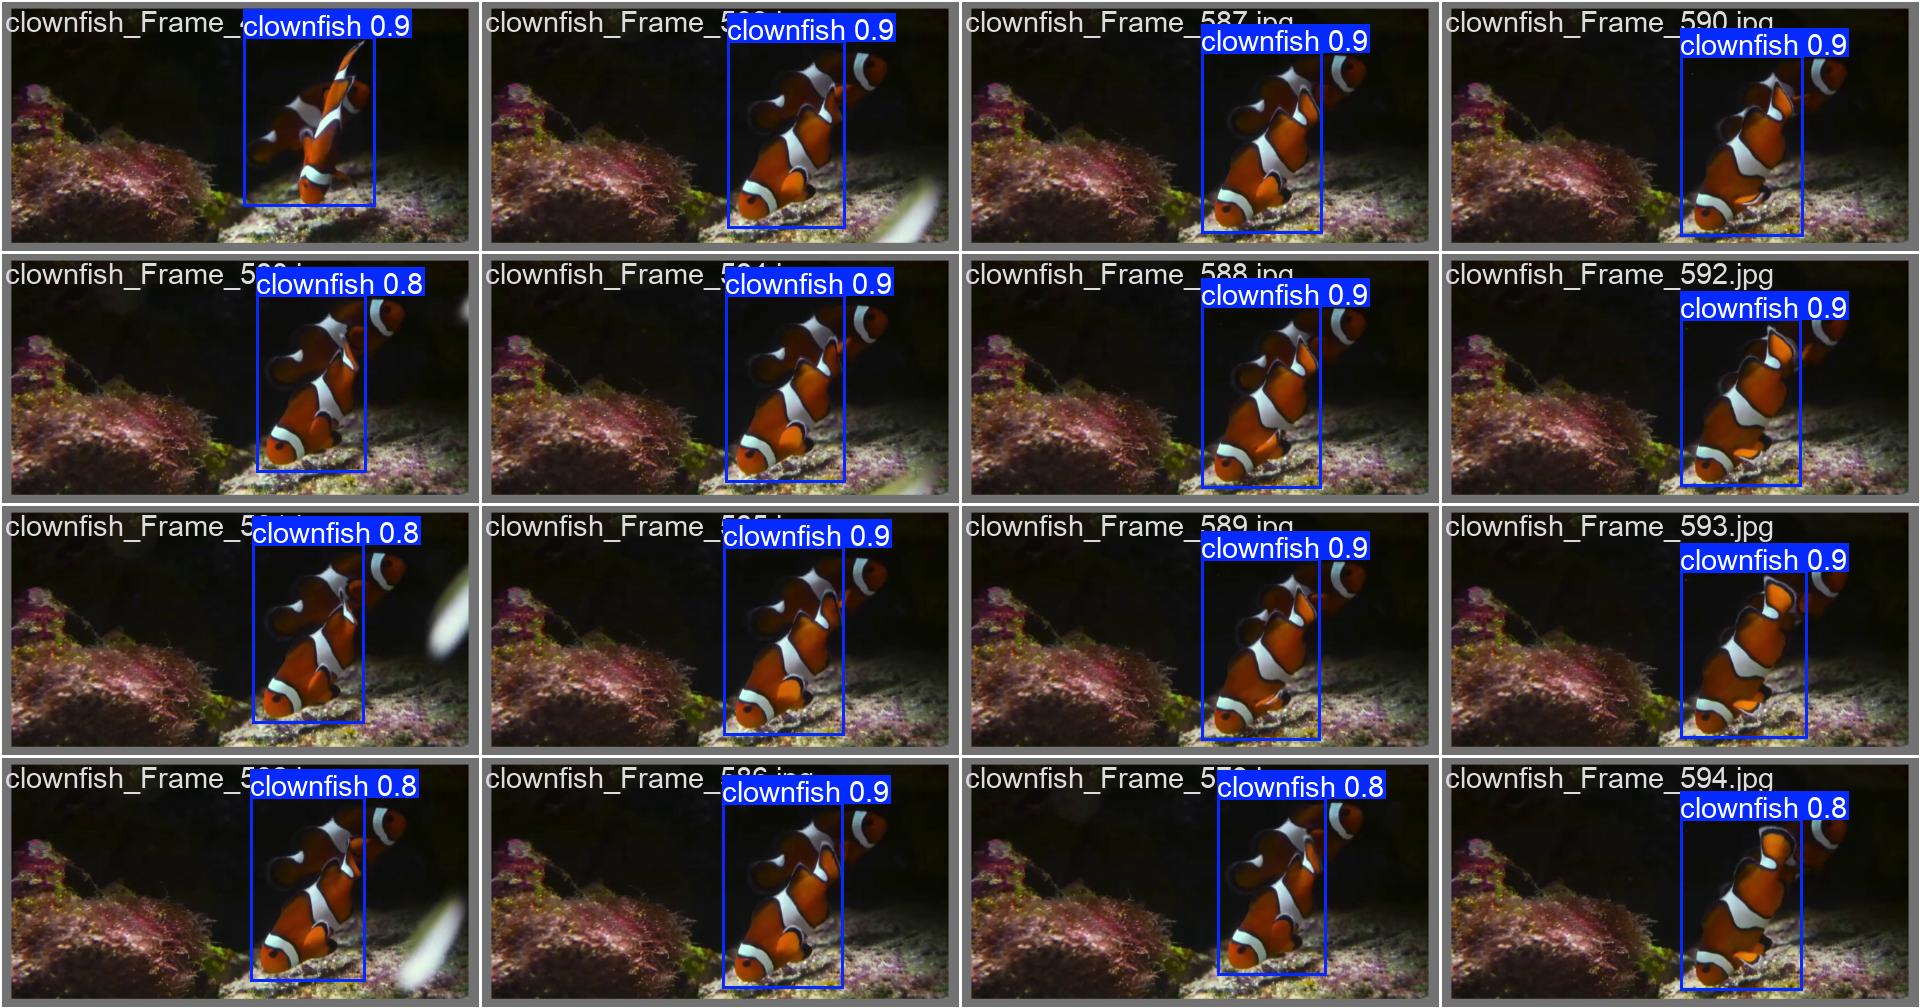 clownfish_Frame_
clownfish 0.9
clownfish_Frame_5
clownfish 0.9
clownfish_Frame_587.jpg
clownfish 0.9
clownfish_Frame_590.jpg
clownfish 0.9
clownfish_Frame_5
clownfish 0.8
clownfish_Frame_
clownfish 0.9
clownfish_Frame_588.jpg
clownfish 0.9
clownfish_Frame_592.jpg
clownfish 0.9
clownfish_Frame_5
clownfish 0.8
clownfish_Frame_
clownfish 0.9
clownfish_Frame_589.jpg
clownfish 0.9
clownfish_Frame_593.jpg
clownfish 0.9
clownfish_Frame_5
clownfish 0.8
clownfish_Frame_586.jpg
clownfish 0.9
clownfish_Frame_5
clownfish 0.8
clownfish_Frame_594.jpg
clownfish 0.8